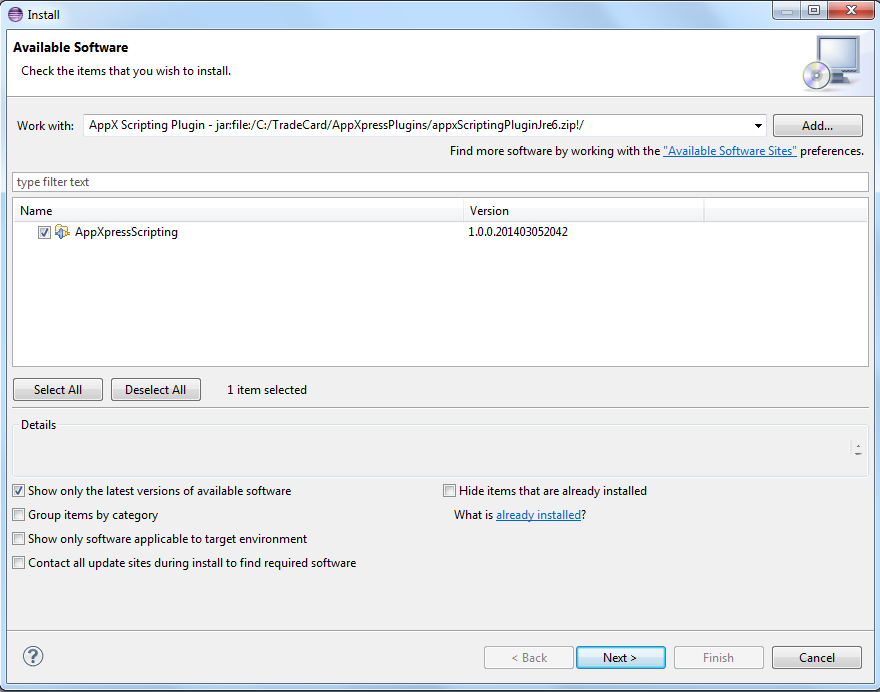 Install
Available Software
Check the items that you wish to install.
Work with: AppX Scripting Plugin - jar:file:/C:/TradeCard/AppXpressPlugins/appxScriptingPluginJre6.zip!/ Add...
Find more software by working with the "Available Software Sites" preferences.
type filter text
Name Version
AppXpressScripting 1.0.0.201403052042
Select All Deselect All 1 item selected
Details
Show only the latest versions of available software Hide items that are already installed
Group items by category What is already installed?
Show only software applicable to target environment
Contact all update sites during install to find required software
? < Back Next > Finish Cancel